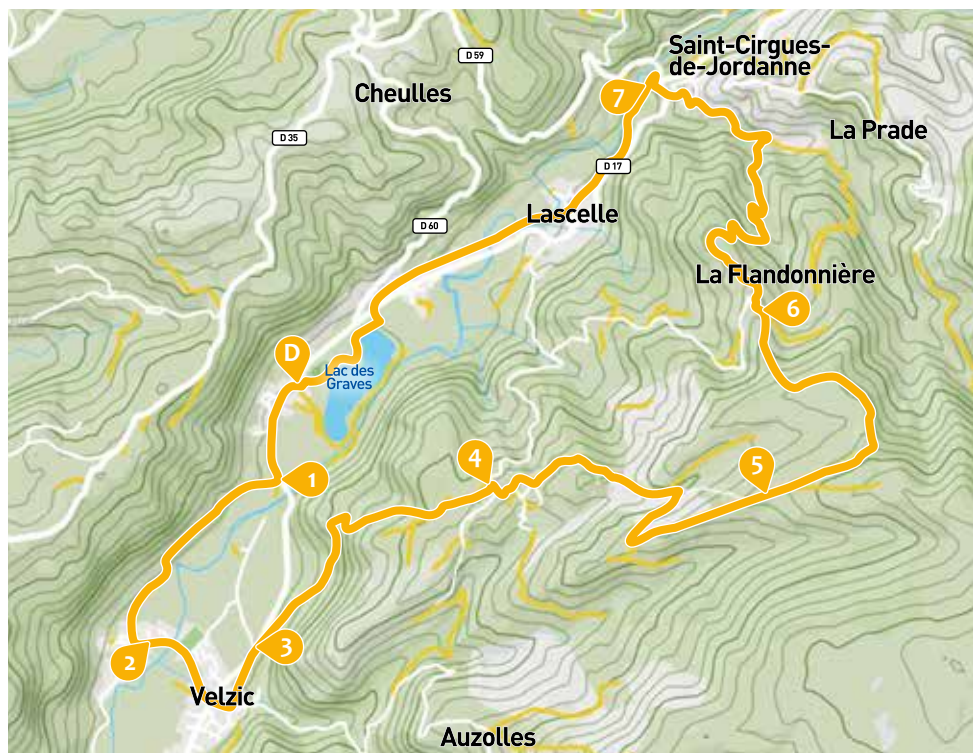 D 59
Saint-Cirgues-
de-Jordanne
Cheulles
7
La Prade
D 35
D 17
Lascelle
D 60
La Flandonnière
6
D
Lac des
Graves
4
5
1
3
2
Velzic
Auzolles